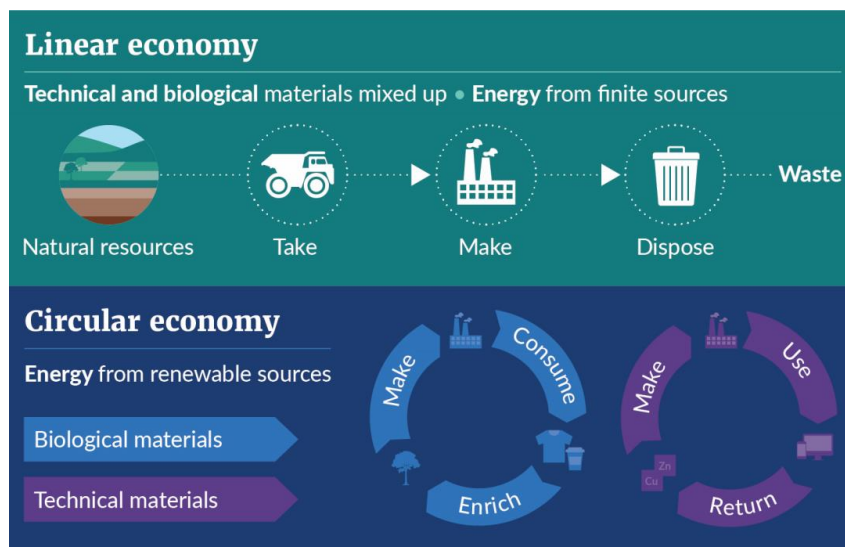 Linear economy
Technical and biological materials mixed up • Energy from finite sources
Waste
Natural resources
Take
Make
Dispose
Circular economy
Energy from renewable sources
Biological materials
Technical materials
Make
Consume
Enrich
Make
Use
Zn
Cu
Return